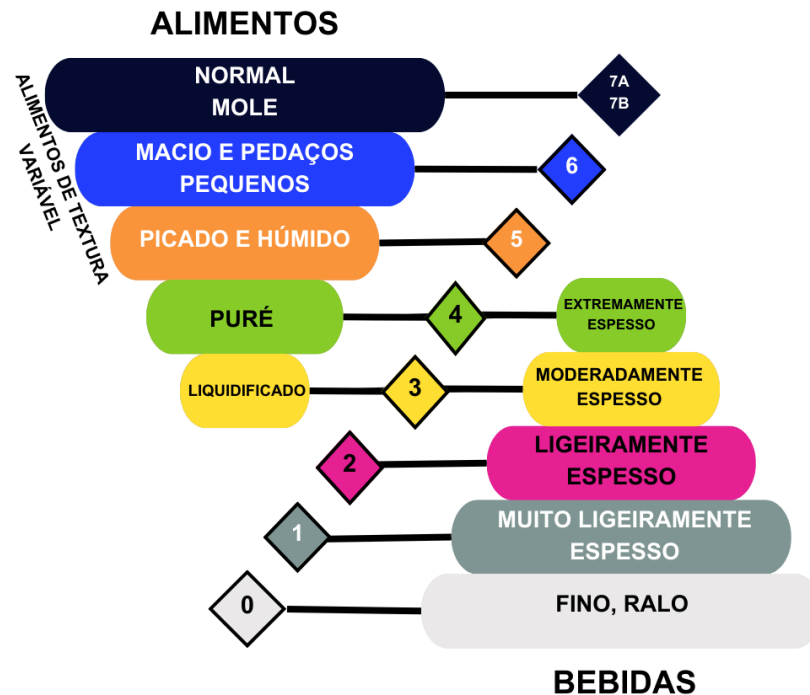 ALIMENTOS
NORMAL
MOLE
7A
7B
ALIMENTOS DE TEXTURA
VARIÁVEL
MACIO E PEDAÇOS
PEQUENOS
6
PICADO E HÚMIDO
5
PURÉ
4
EXTREMAMENTE
ESPESSO
LIQUIDIFICADO
3
MODERADAMENTE
ESPESSO
2
LIGEIRAMENTE
ESPESSO
1
MUITO LIGEIRAMENTE
ESPESSO
0
FINO, RALO
BEBIDAS